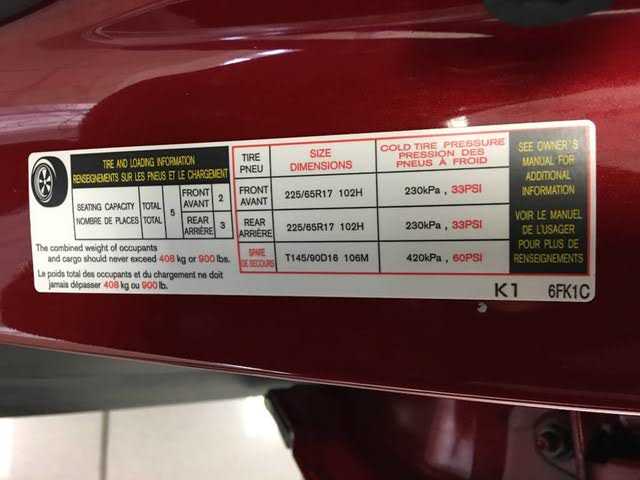 TIRE AND LOADING INFORMATION
RENSEIGNEMENTS SUR LES PNEUS ET LE CHARGEMENT
SEATING CAPACITY TOTAL 5 FRONT 2
NOMBRE DE PLACES TOTAL AVANT
REAR 3
ARRIÈRE
The combined weight of occupants
and cargo should never exceed 408 kg or 900 lbs.
Le poids total des occupants et du chargement ne doit
jamais dépasser 408 kg ou 900 lb.
TIRE SIZE COLD TIRE PRESSURE
PNEU DIMENSIONS PRESSION DES
PNEUS À FROID
FRONT 225/65R17 102H 230kPa , 33PSI
AVANT
REAR 225/65R17 102H 230kPa , 33PSI
ARRIÈRE
SPARE T145/90D16 106M 420kPa , 60PSI
DE SECOURS
SEE OWNER'S
MANUAL FOR
ADDITIONAL
INFORMATION
VOIR LE MANUEL
DE L'USAGER
POUR PLUS DE
RENSEIGNEMENTS
K1 6FK1C